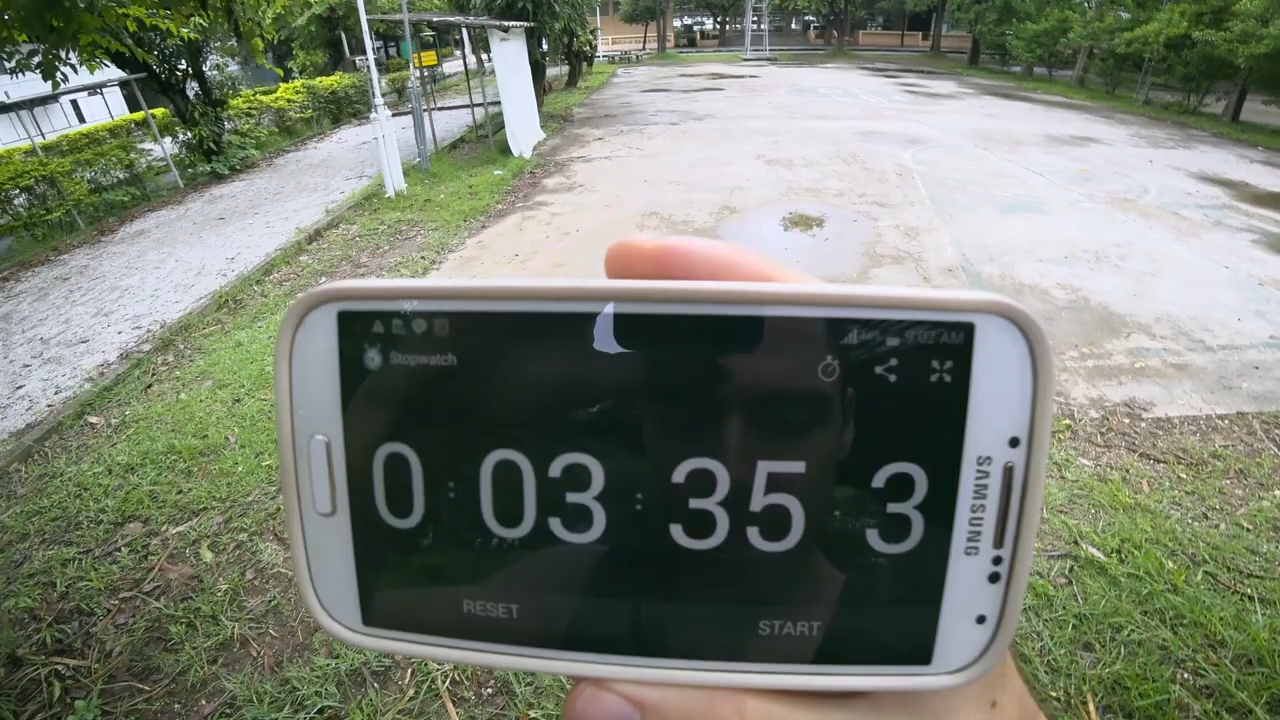 9:02 AM
Stopwatch
0 : 03 : 35 3
RESET
START
SAMSUNG